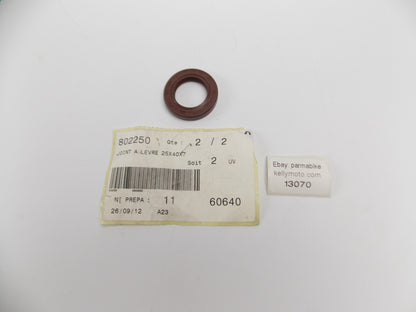 802250 Qte : 2 / 2
JOINT A.LEVRE 25X40X7
Soit 2 UV
N[ PREPA : 11 60640
26/09/12 A23
Ebay parmabike
kellymoto.com
13070